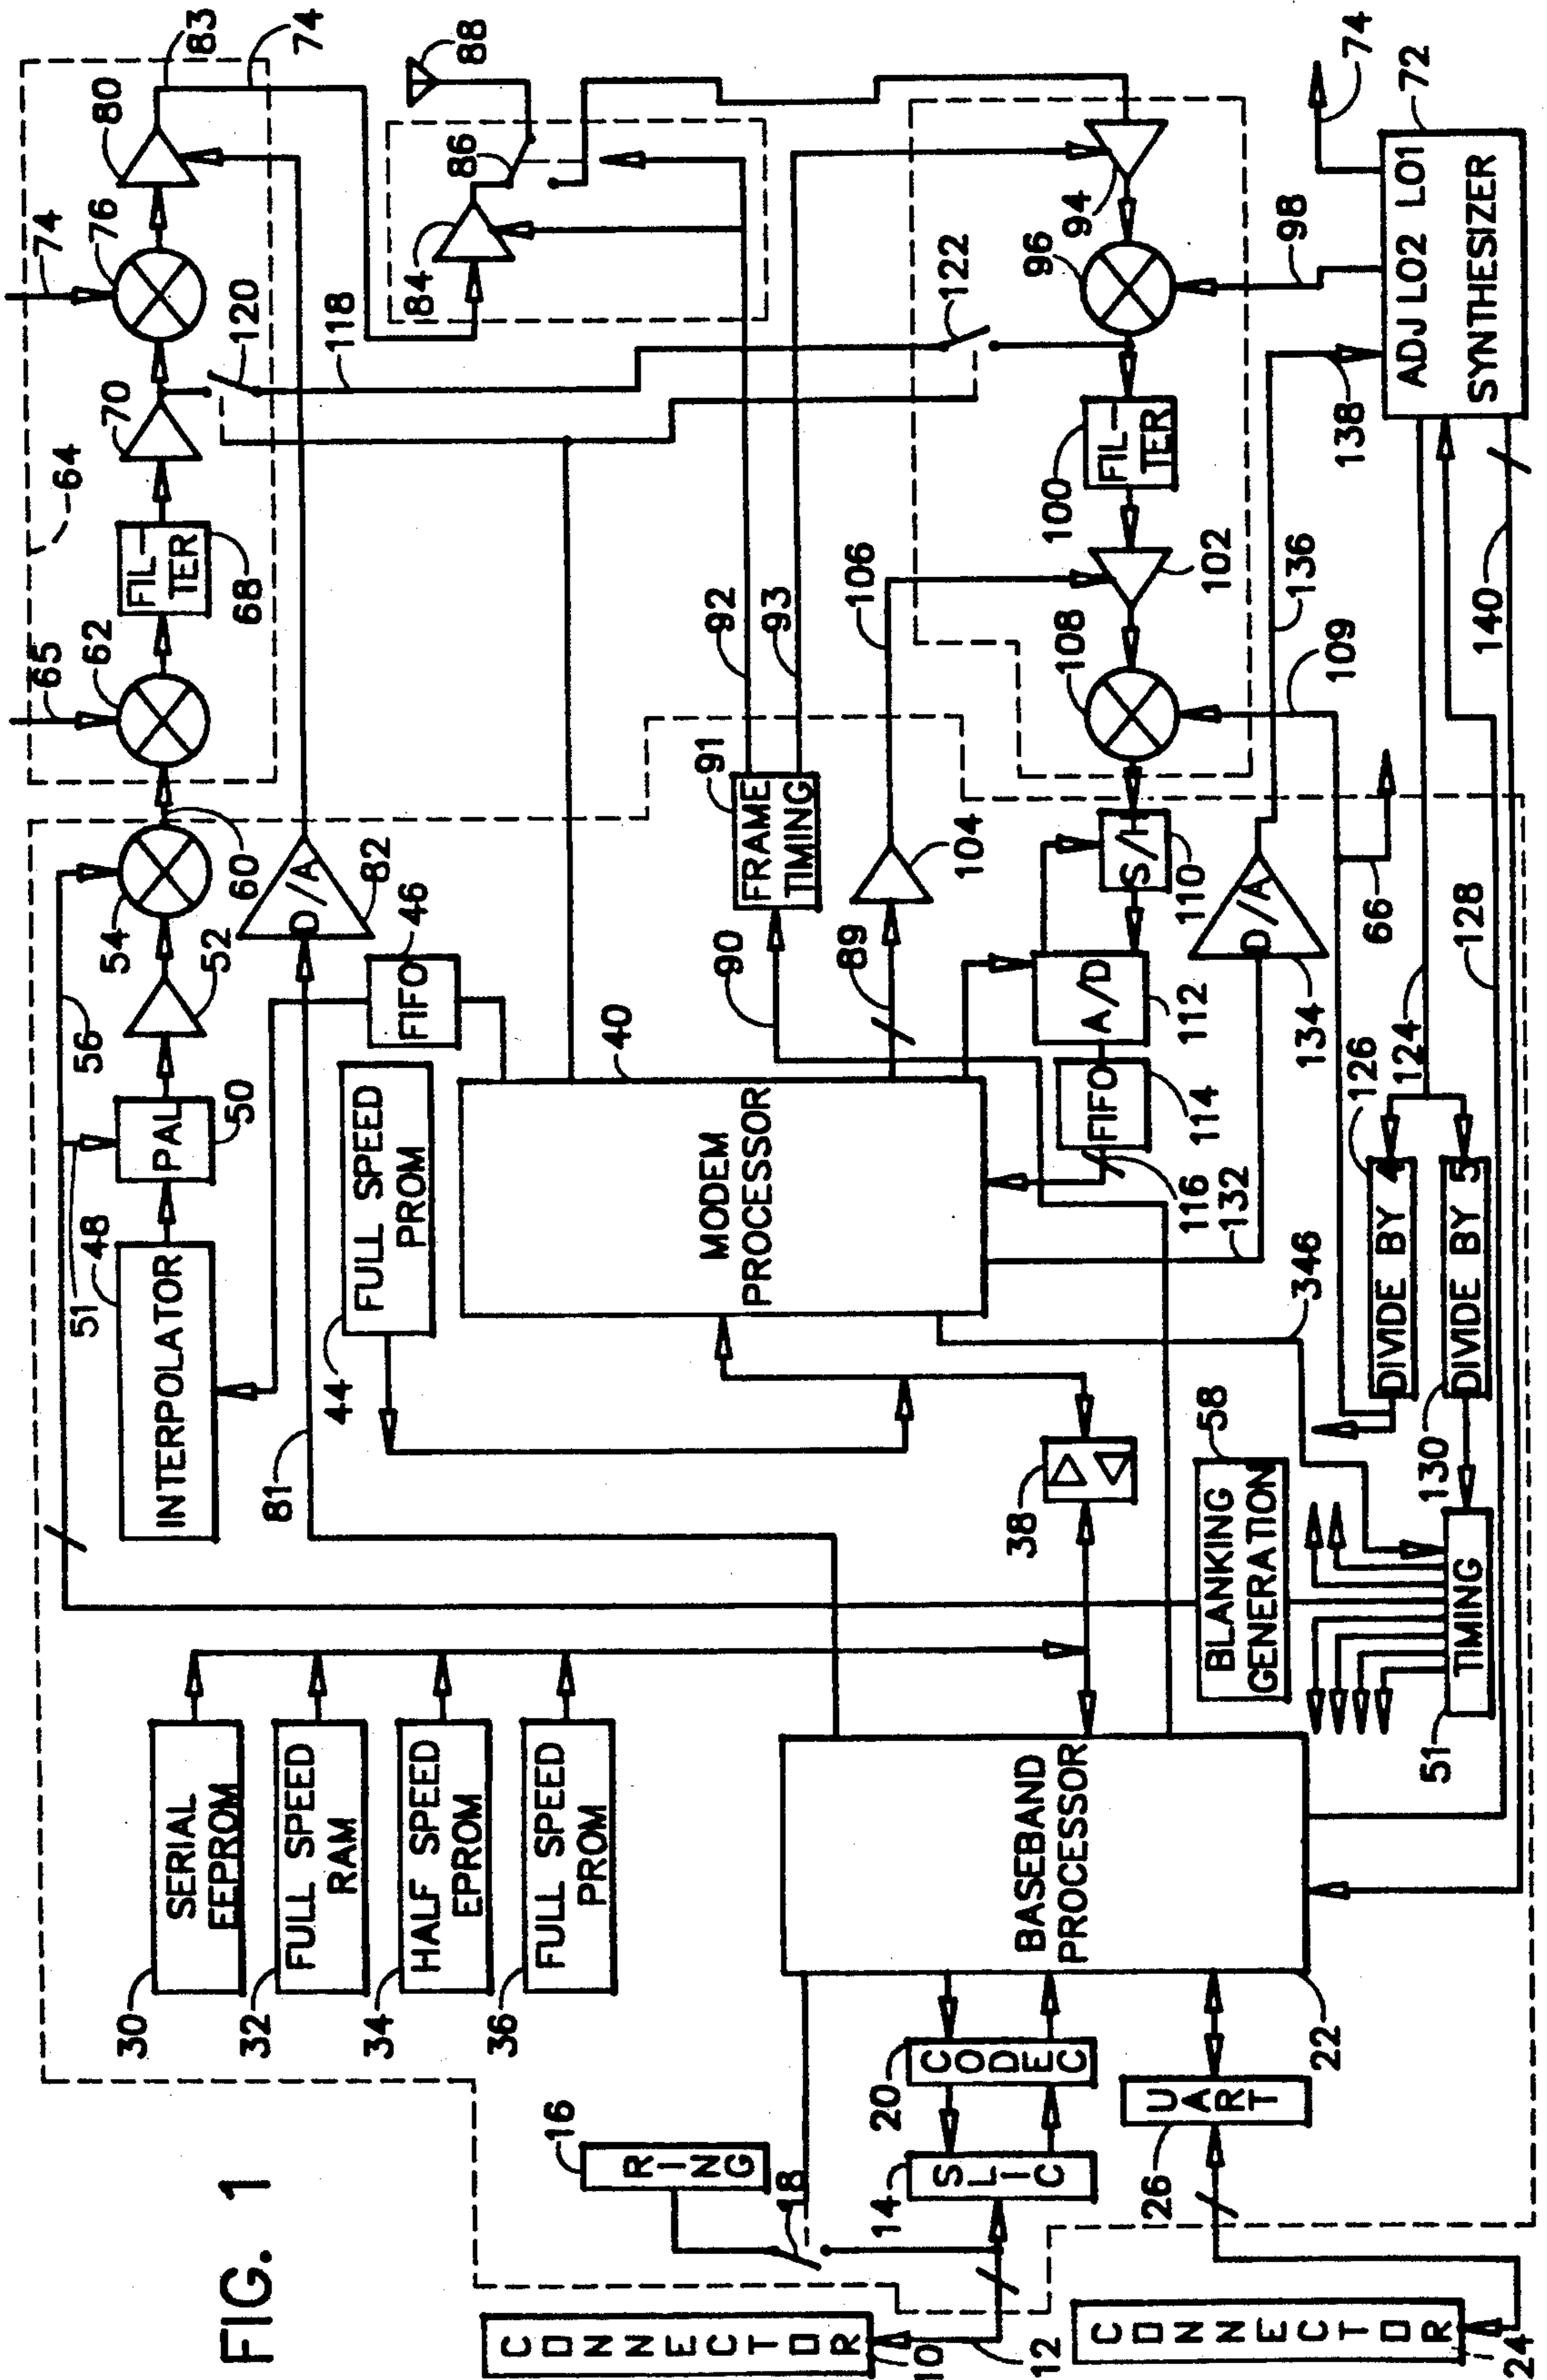 FIG. 1
30
SERIAL
EEPROM
32
FULL SPEED
RAM
34
HALF SPEED
EPROM
36
FULL SPEED
PROM
51
48
INTERPOLATOR
56
PAL
50
52
54
60
65
62
64
FIL-
TER
68
70
74
76
120
80
83
74
81
D/A
82
118
46
FIFO
44
FULL SPEED
PROM
40
MODEM
PROCESSOR
84
86
88
16
RING
18
BASEBAND
PROCESSOR
22
20
CODEC
14
SLIC
26
UART
CONNECTOR
10
12
CONNECTOR
24
38
90
91
FRAME
TIMING
92
93
89
104
106
122
94
96
98
FIL-
TER
100
102
108
109
S/H
110
A/D
112
FIFO
114
116
132
D/A
134
136
138
346
58
BLANKING
GENERATION
51
TIMING
130
DIVIDE BY 4
126
DIVIDE BY 5
124
66
128
140
ADJ LO2 LO1
SYNTHESIZER
72
74